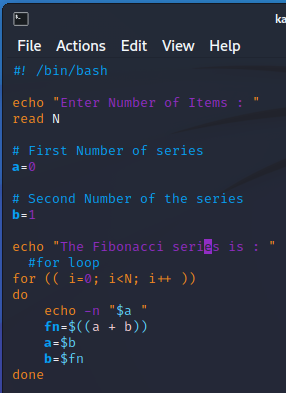 ka
File Actions Edit View Help
#! /bin/bash
echo "Enter Number of Items : "
read N
# First Number of series
a=0
# Second Number of the series
b=1
echo "The Fibonacci series is : "
#for loop
for (( i=0; i<N; i++ ))
do
echo -n "$a "
fn=$((a + b))
a=$b
b=$fn
done